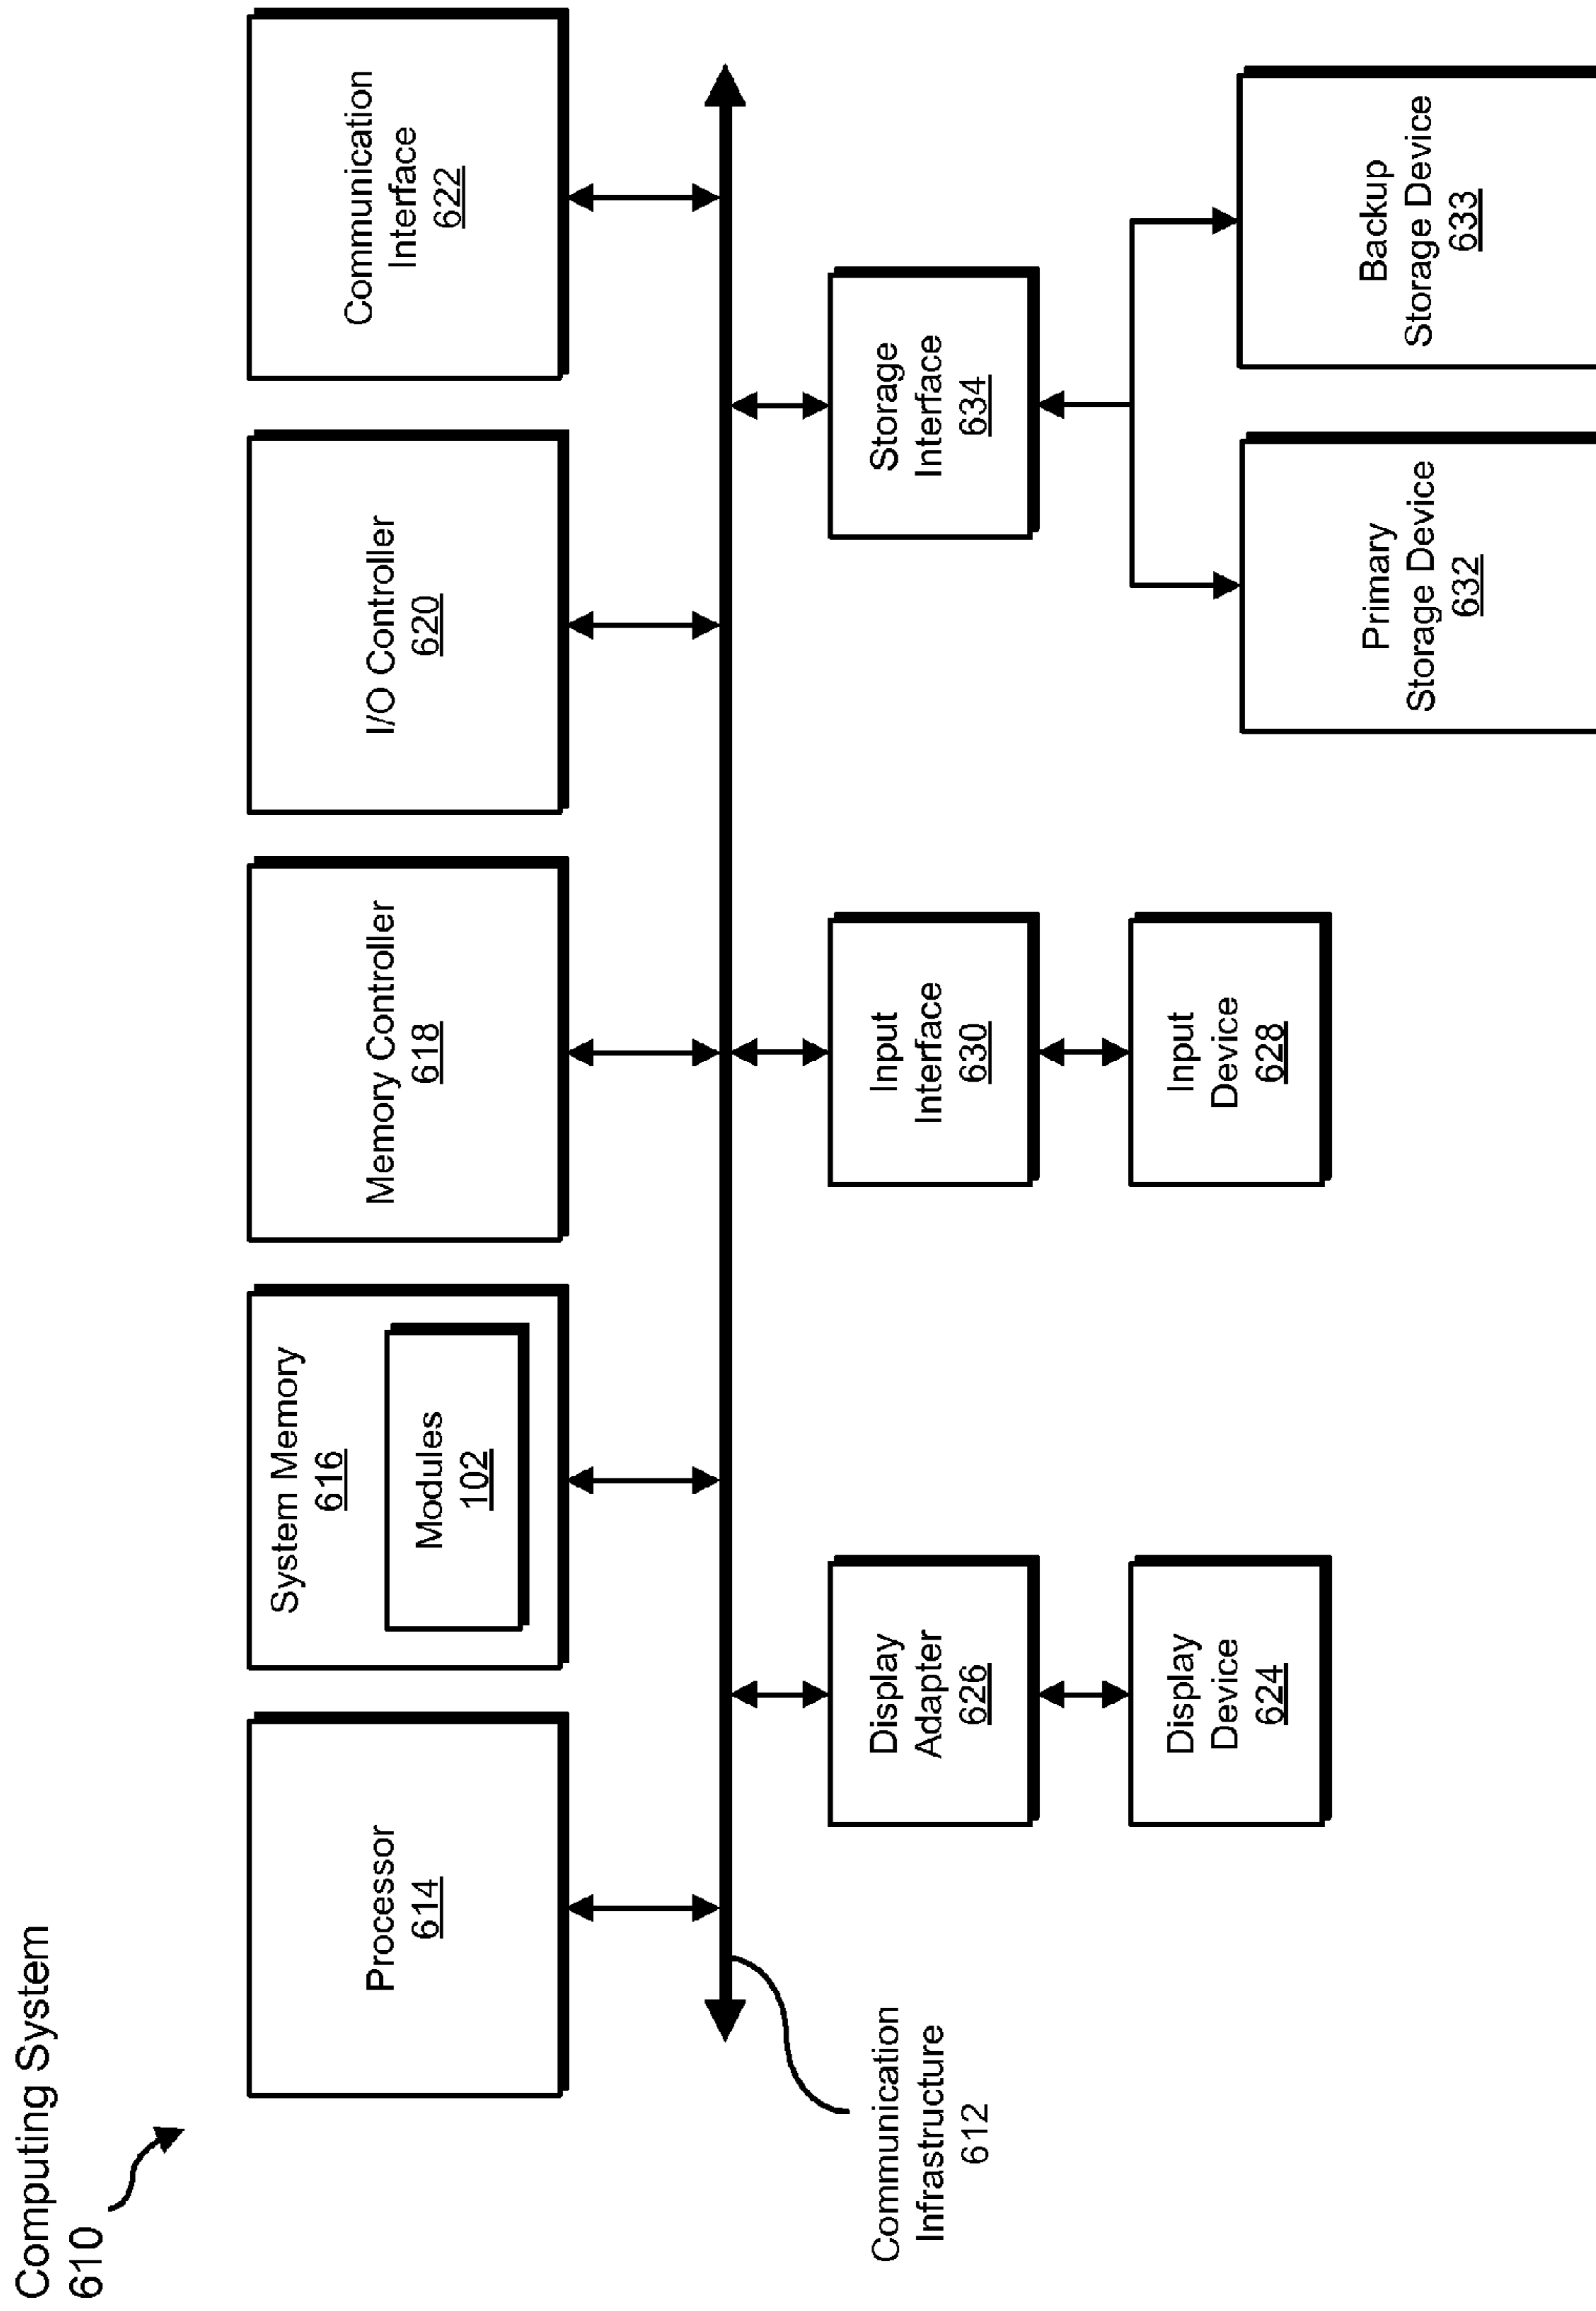 Computing System
610
Processor
614
System Memory
616
Modules
102
Memory Controller
618
I/O Controller
620
Communication
Interface
622
Communication
Infrastructure
612
Display
Adapter
626
Input
Interface
630
Storage
Interface
634
Display
Device
624
Input
Device
628
Primary
Storage Device
632
Backup
Storage Device
633